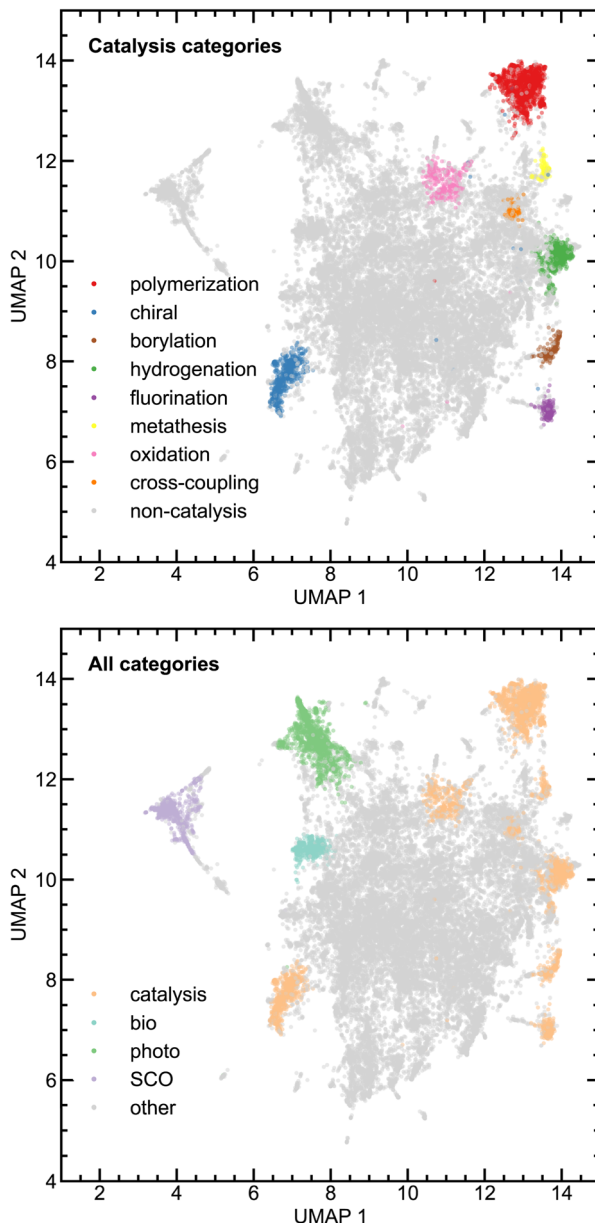 Catalysis categories
14
12
10
8
6
4
UMAP 2
polymerization
chiral
borylation
hydrogenation
fluorination
metathesis
oxidation
cross-coupling
non-catalysis
2 4 6 8 10 12 14
UMAP 1
All categories
14
12
10
8
6
4
UMAP 2
catalysis
bio
photo
SCO
other
2 4 6 8 10 12 14
UMAP 1